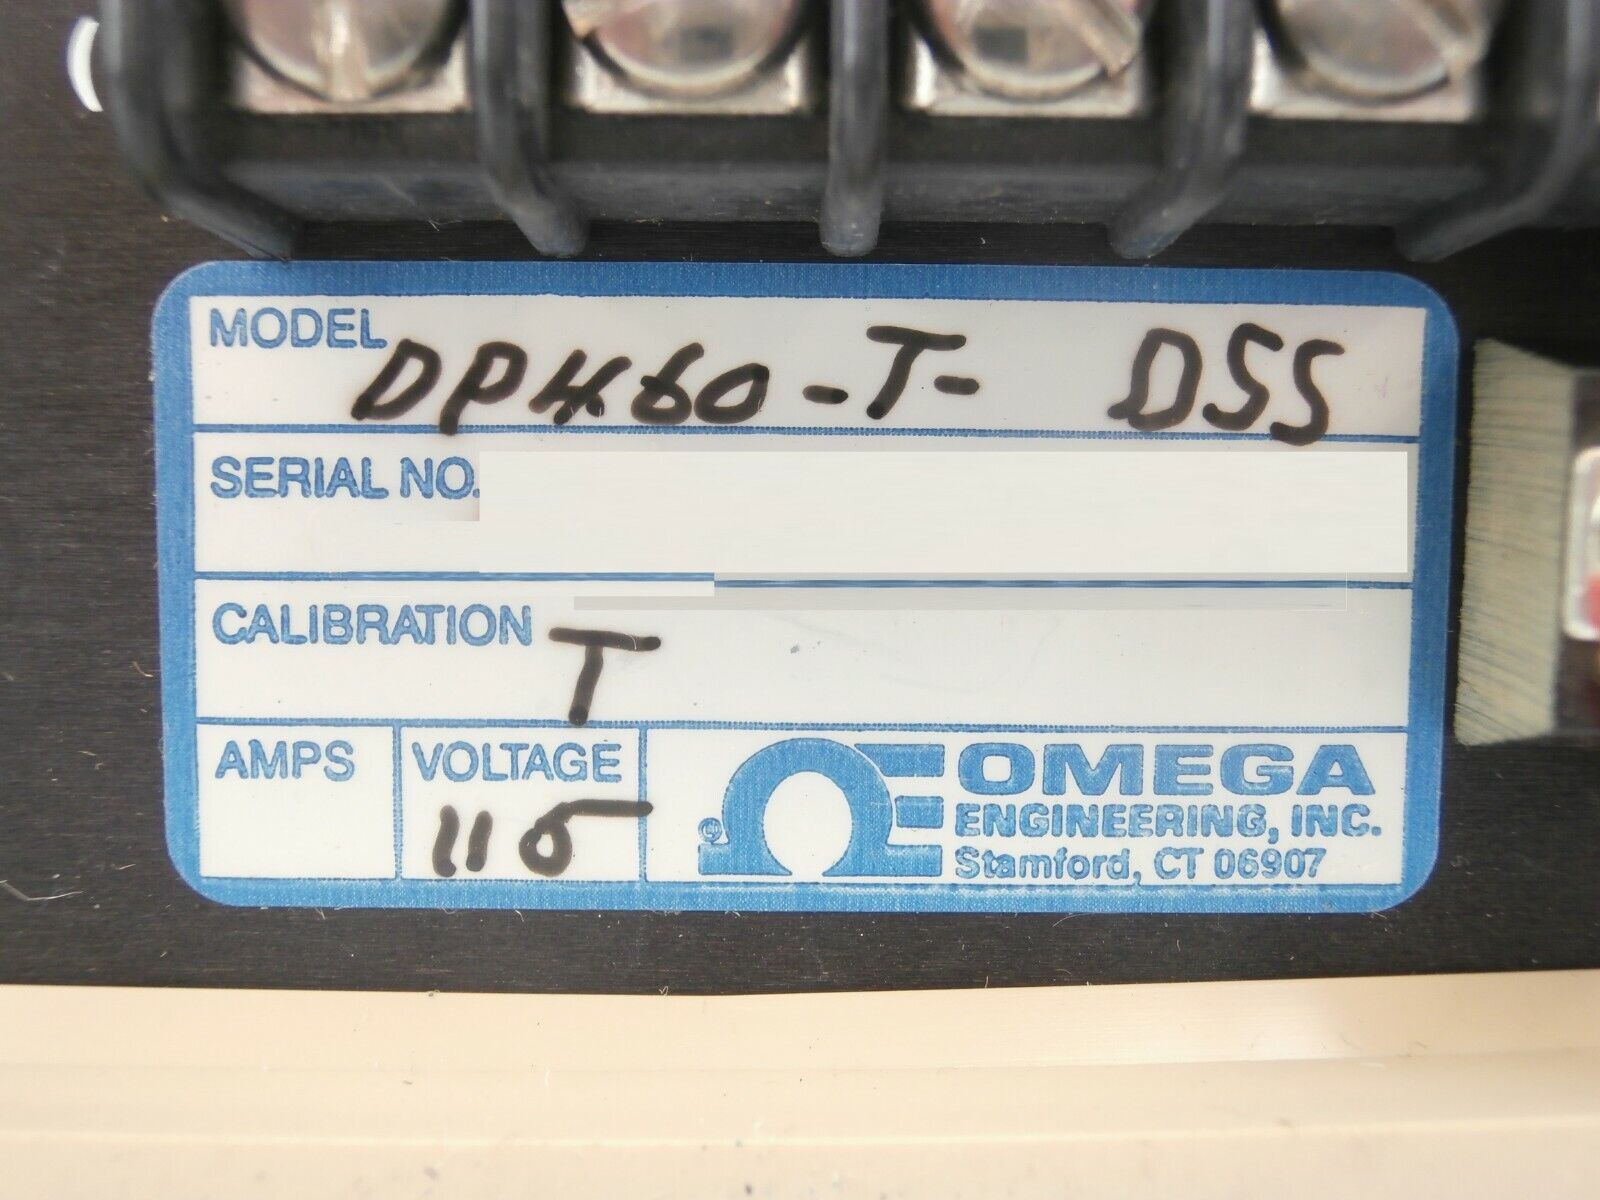 MODEL DP460-T- DSS
SERIAL NO.
CALIBRATION T
AMPS VOLTAGE
115
OMEGA
ENGINEERING, INC.
Stamford, CT 06907